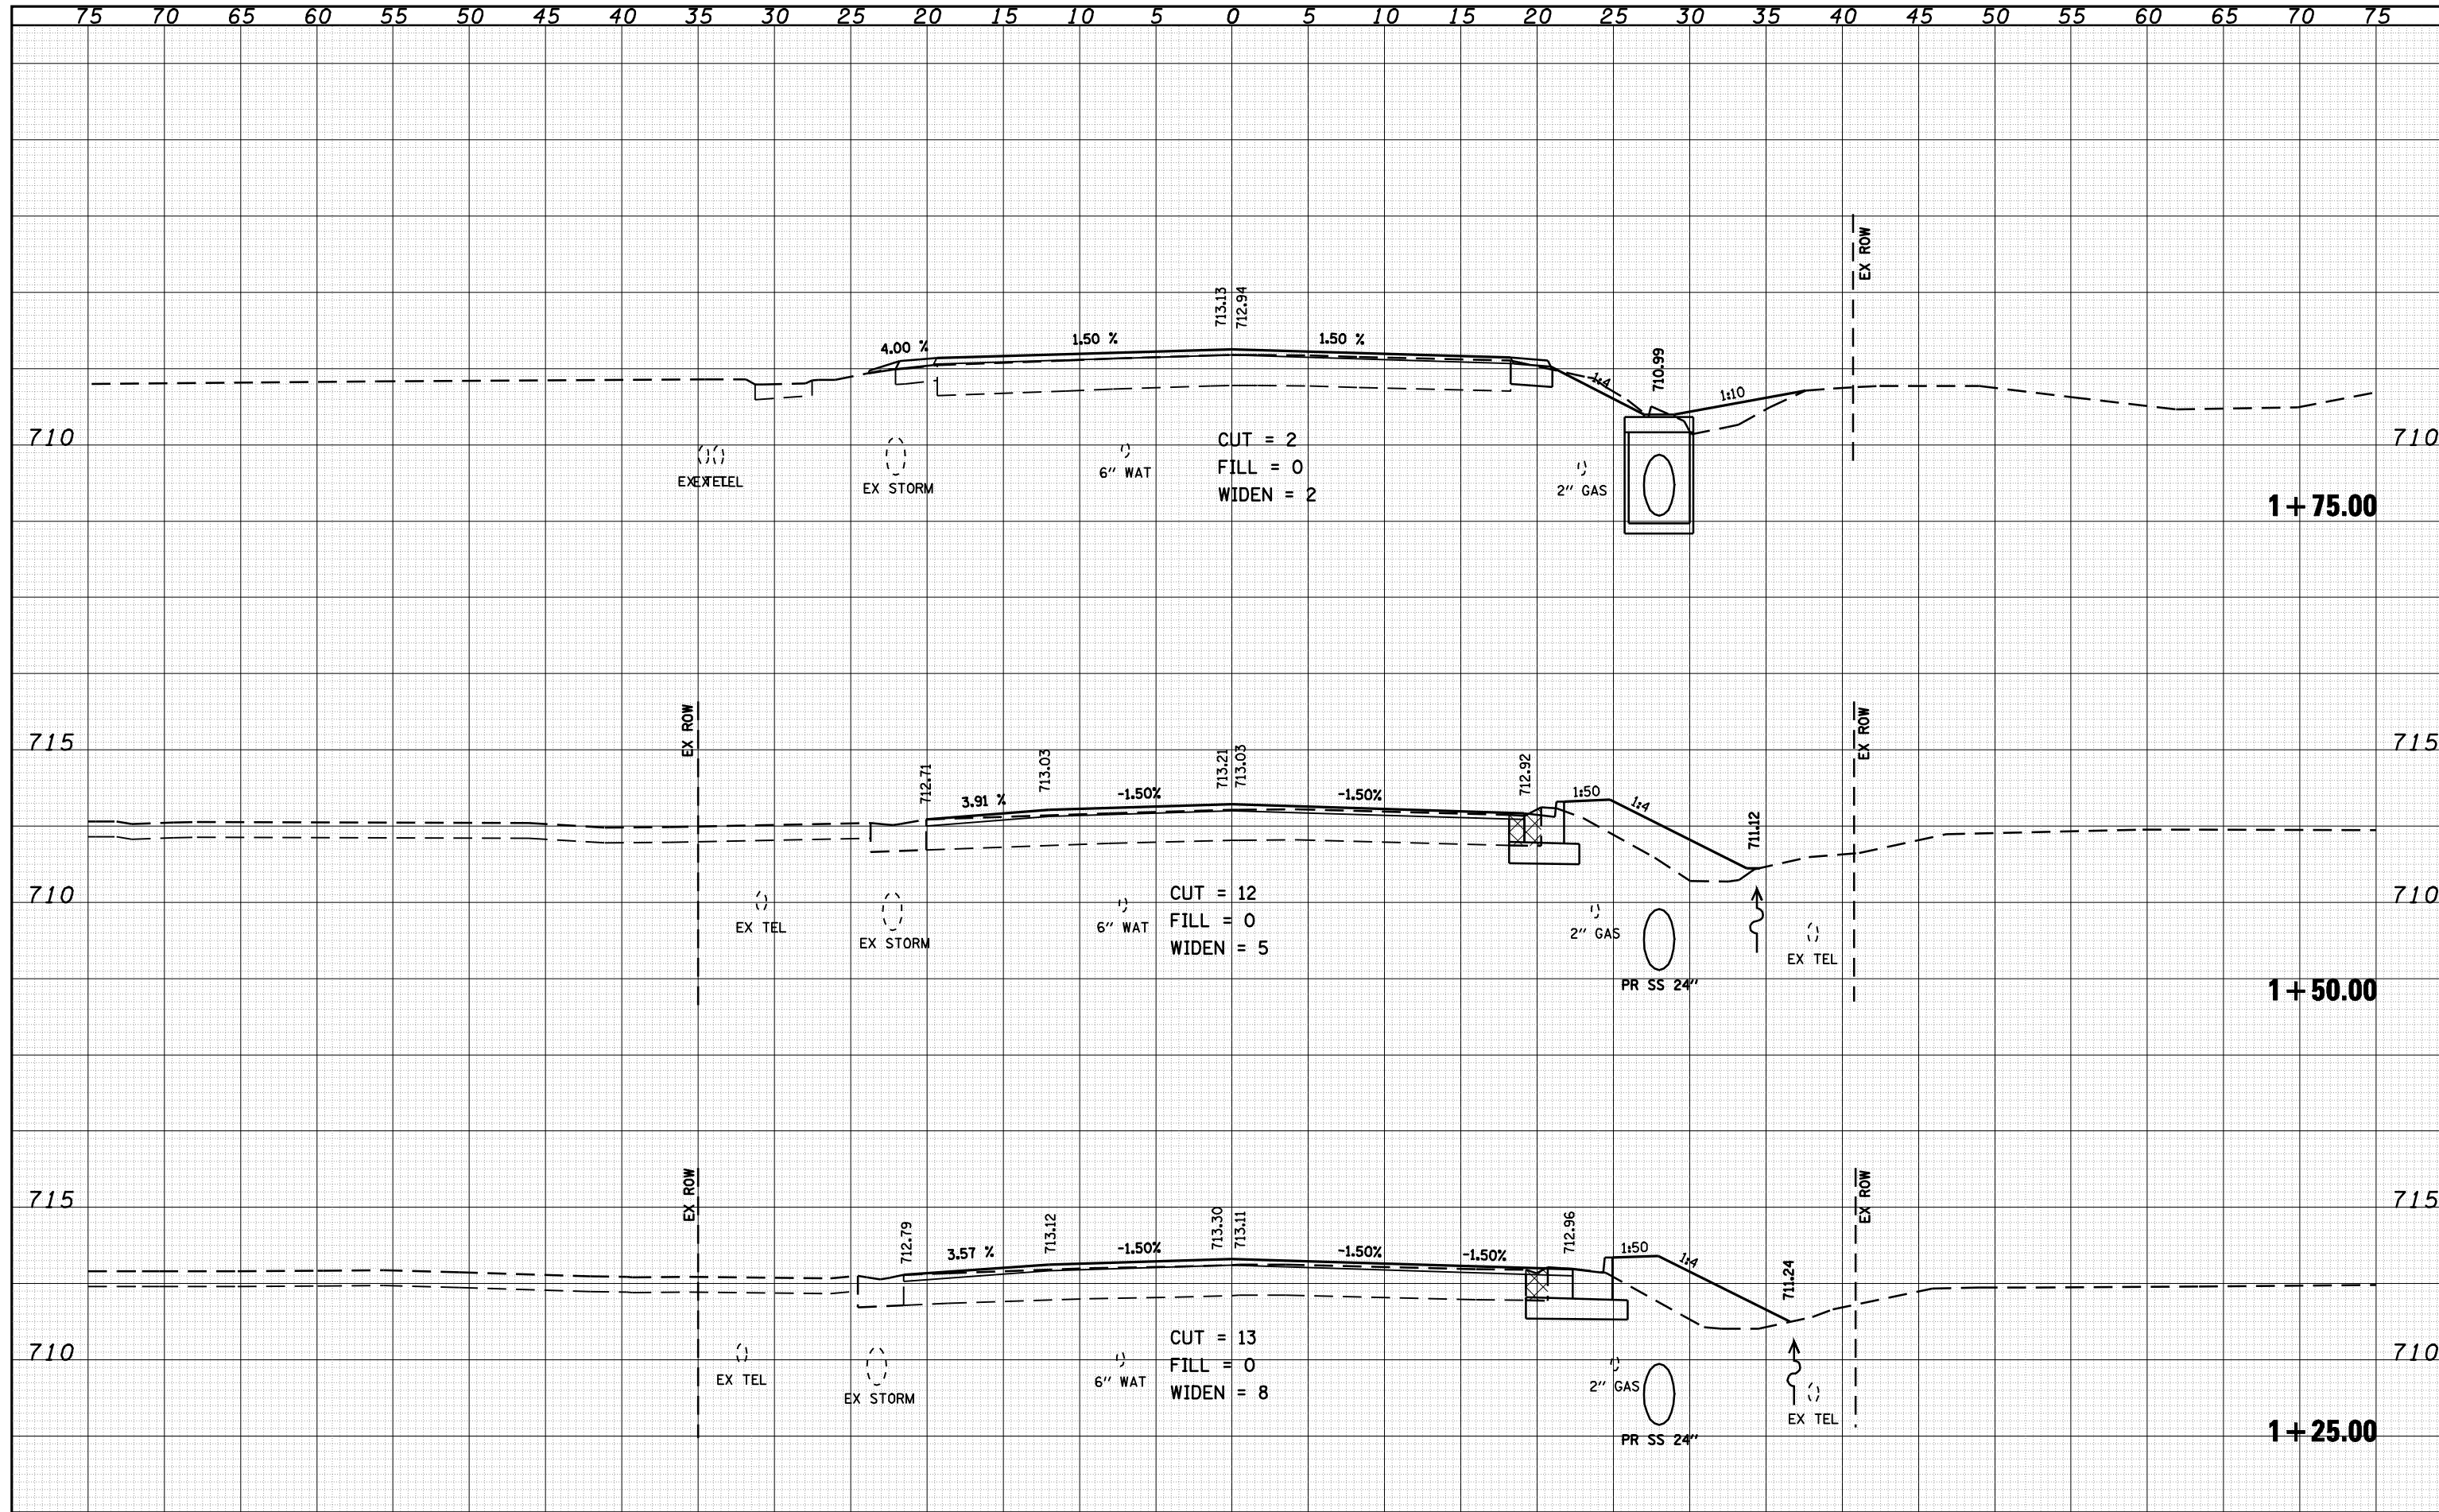 75 70 65 60 55 50 45 40 35 30 25 20 15 10 5 0 5 10 15 20 25 30 35 40 45 50 55 60 65 70 75
EX ROW
713.13
712.94
4.00 %
1.50 %
1.50 %
710.99
1:4
1:10
710
CUT = 2
FILL = 0
WIDEN = 2
710
EX TEL
EX TEL
EX STORM
6" WAT
2" GAS
1+75.00
EX ROW
EX ROW
715
715
712.71
3.91 %
713.03
-1.50%
713.21
713.03
-1.50%
712.92
1:50
1:4
711.12
710
CUT = 12
FILL = 0
WIDEN = 5
710
EX TEL
EX STORM
6" WAT
2" GAS
PR SS 24"
EX TEL
1+50.00
EX ROW
EX ROW
715
715
712.79
3.57 %
713.12
-1.50%
713.30
713.11
-1.50%
-1.50%
712.96
1:50
1:4
711.24
710
CUT = 13
FILL = 0
WIDEN = 8
710
EX TEL
EX STORM
6" WAT
2" GAS
PR SS 24"
EX TEL
1+25.00